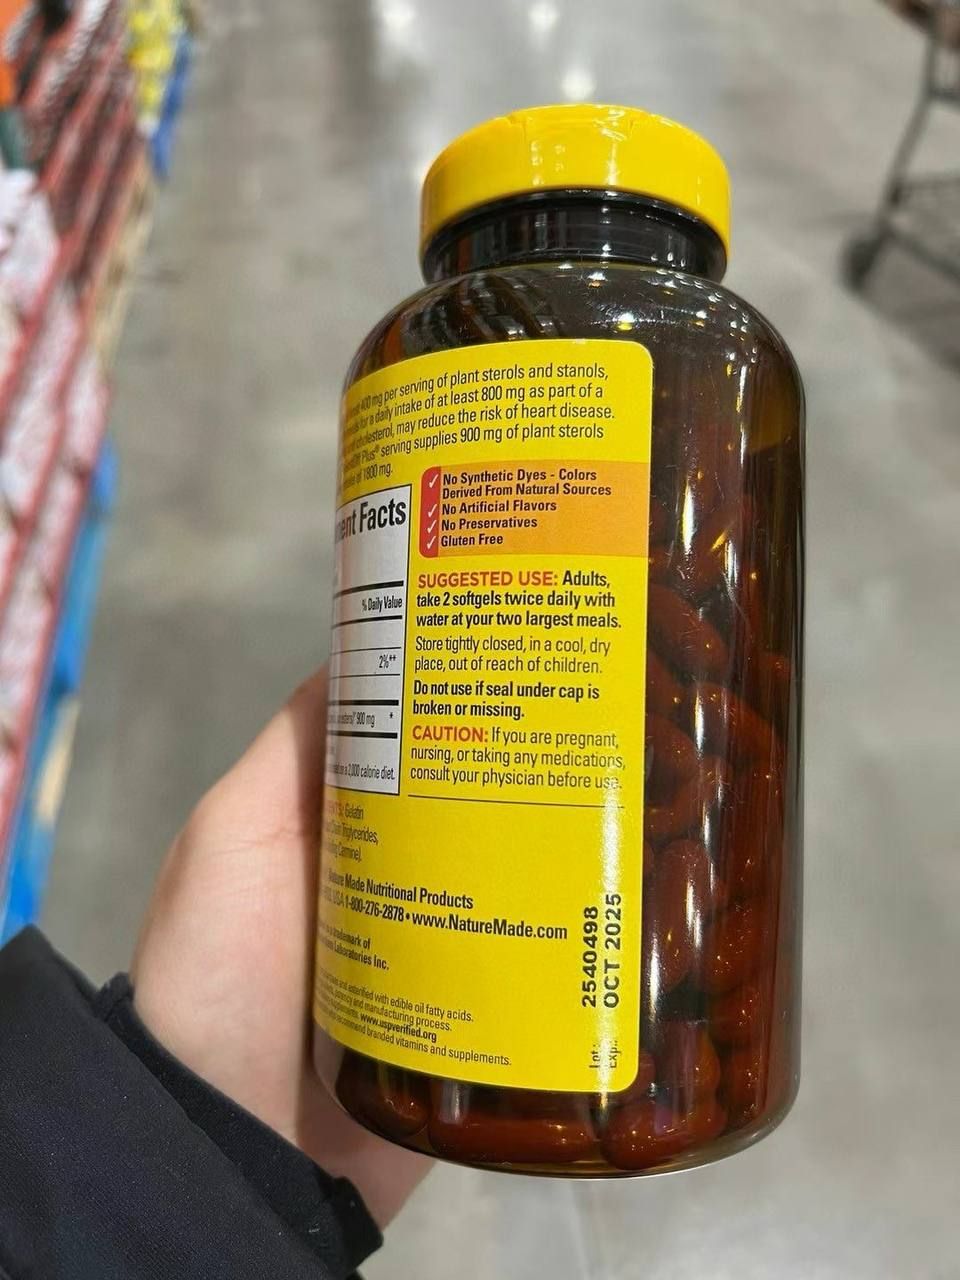 400 mg per serving of plant sterols and stanols,
for a daily intake of at least 800 mg as part of a
cholesterol, may reduce the risk of heart disease.
Plus® serving supplies 900 mg of plant sterols
of 1800 mg.
No Synthetic Dyes - Colors
Derived From Natural Sources
No Artificial Flavors
No Preservatives
Gluten Free
Facts
% Daily Value
2%**
900 mg *
on a 2,000 calorie diet.
SUGGESTED USE: Adults,
take 2 softgels twice daily with
water at your two largest meals.
Store tightly closed, in a cool, dry
place, out of reach of children.
Do not use if seal under cap is
broken or missing.
CAUTION: If you are pregnant,
nursing, or taking any medications,
consult your physician before use.
Gelatin
Triglycerides,
Carmine).
Nature Made Nutritional Products
USA 1-800-276-2878 • www.NatureMade.com
trademark of
Laboratories Inc.
and esterified with edible oil fatty acids.
potency and manufacturing process.
www.uspverified.org
recommend branded vitamins and supplements.
Lot: 2540498
Exp.: OCT 2025